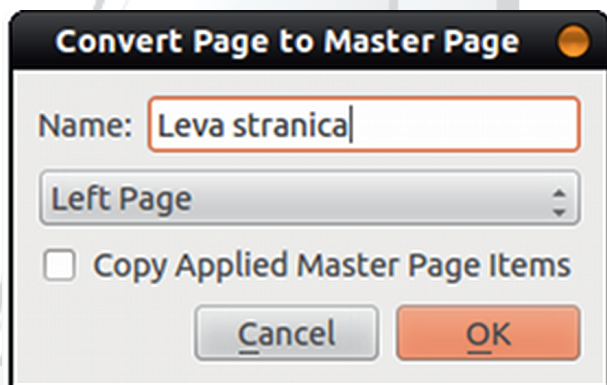 Convert Page to Master Page
Name: Leva stranica
Left Page
Copy Applied Master Page Items
Cancel OK